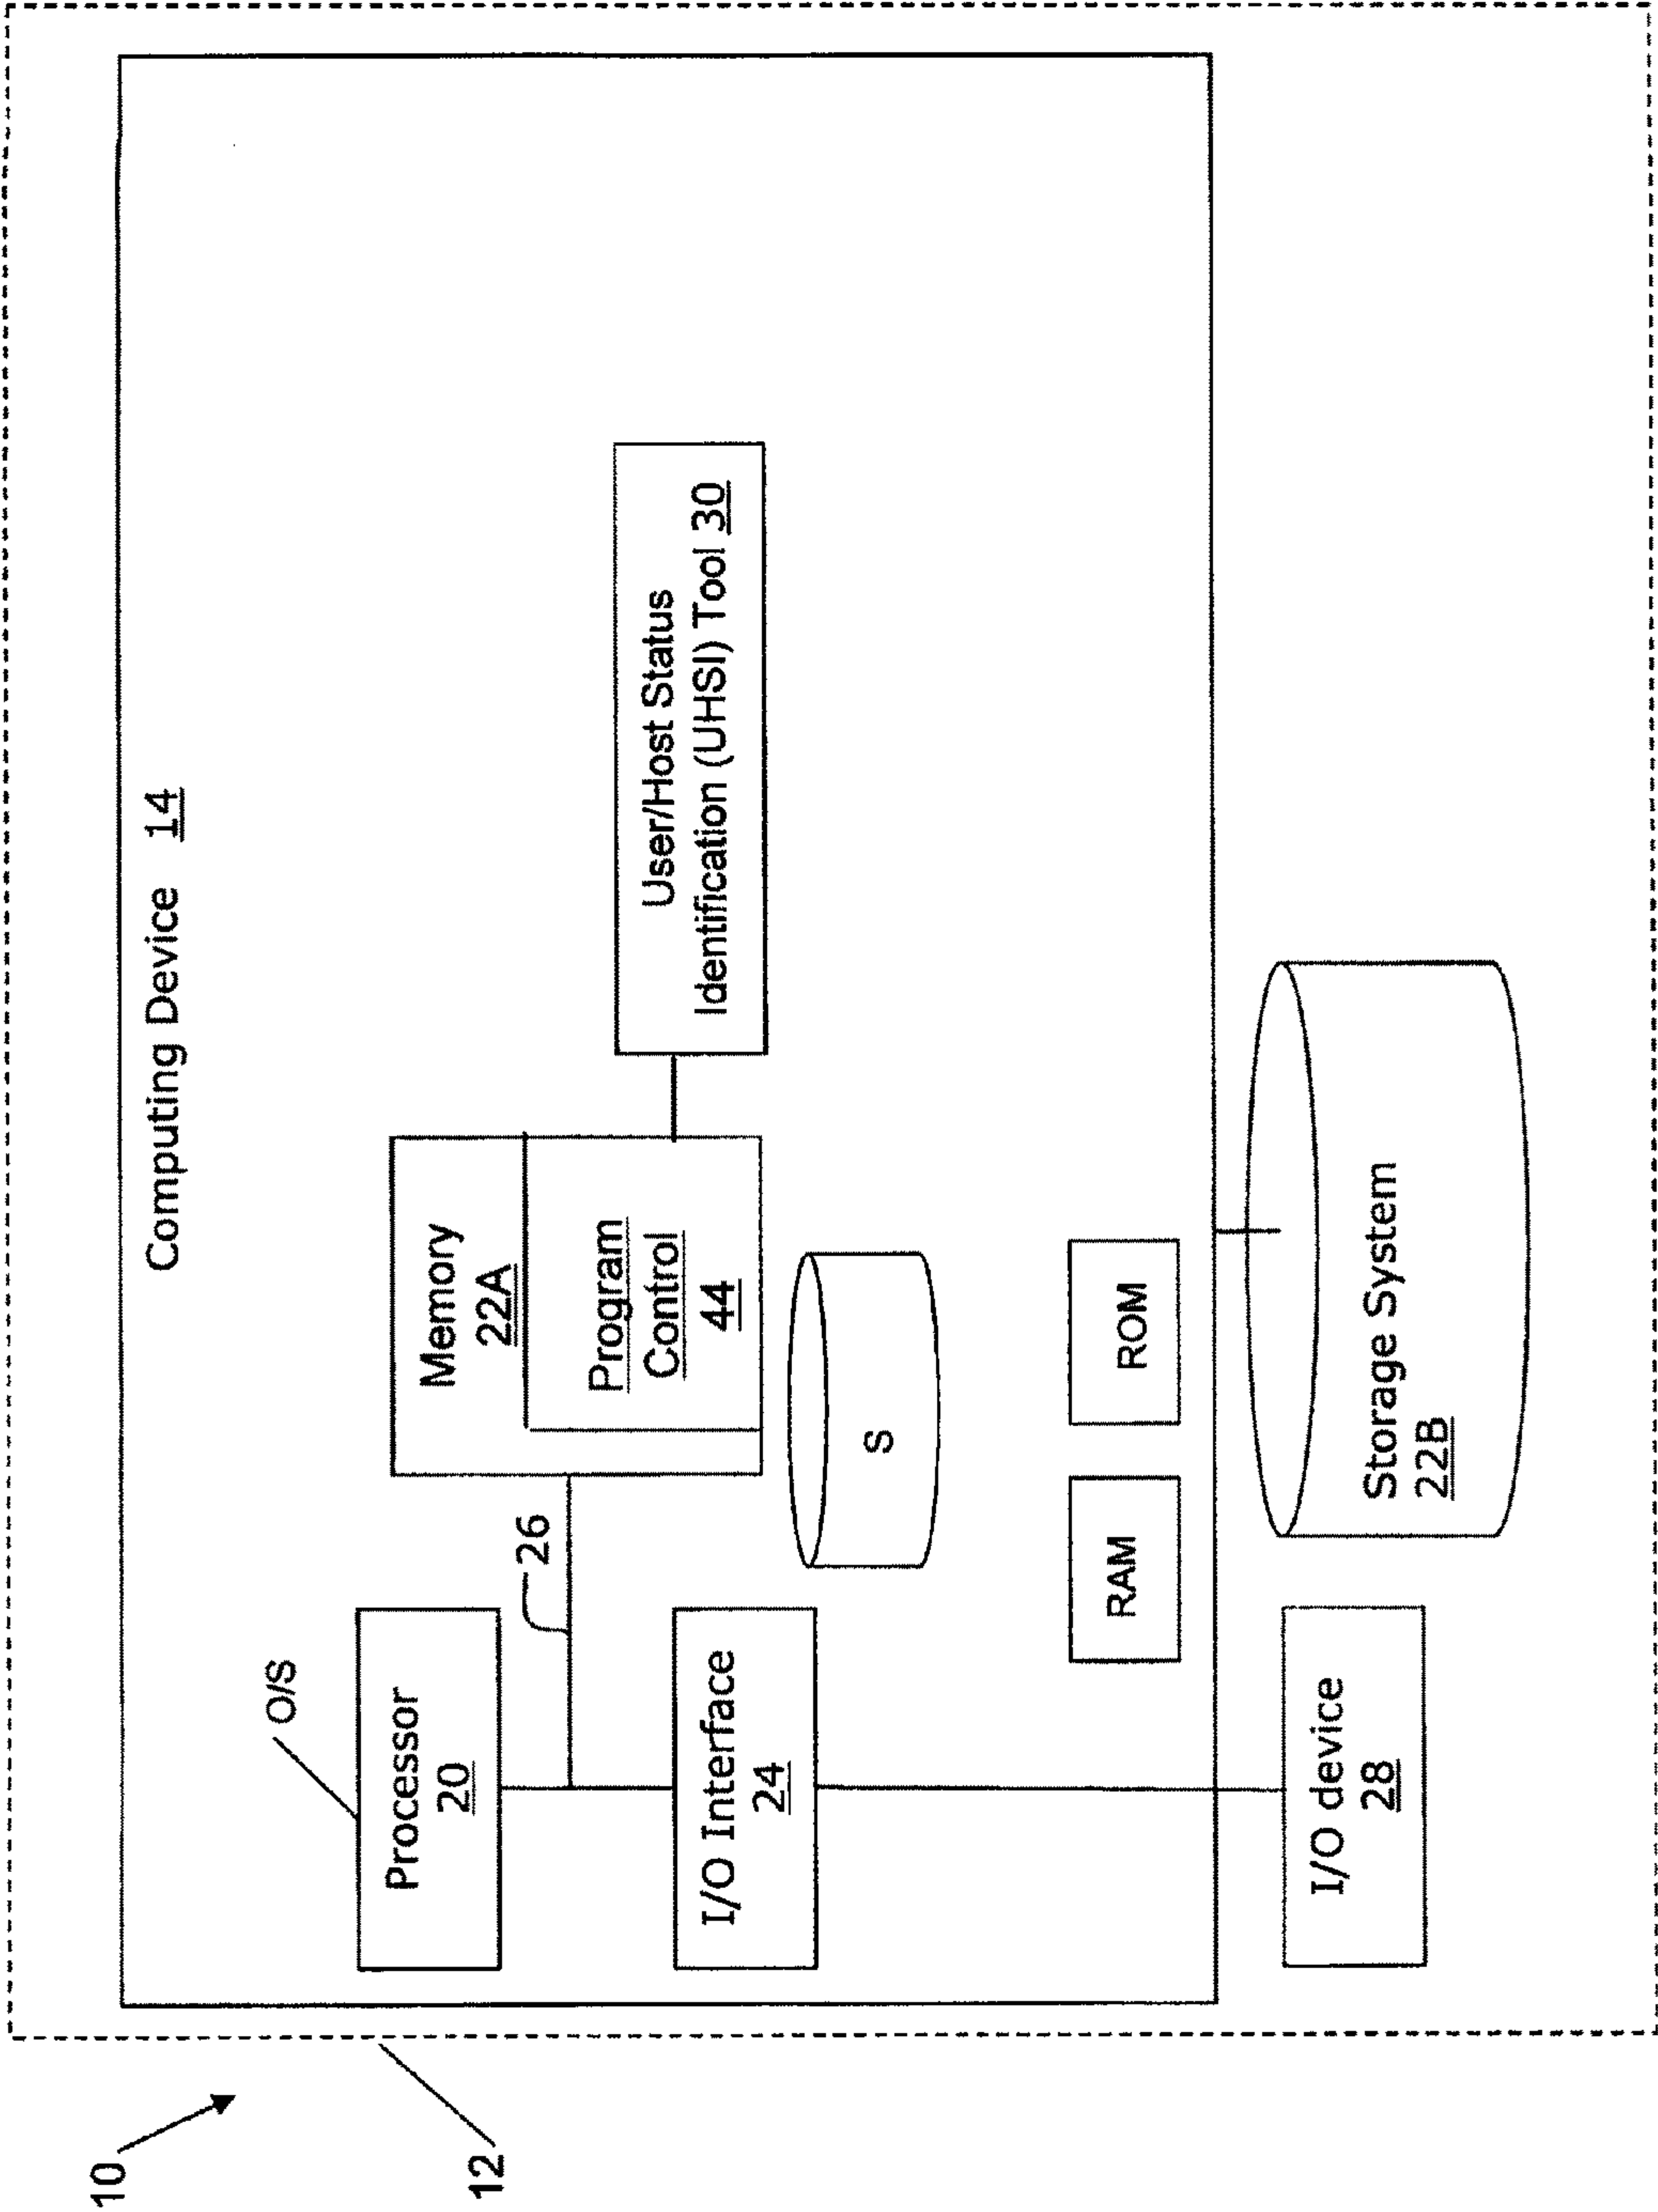 10
12
Computing Device 14
O/S
Processor
20
26
Memory
22A
Program
Control
44
User/Host Status
Identification (UHSI) Tool 30
I/O Interface
24
S
RAM
ROM
I/O device
28
Storage System
22B